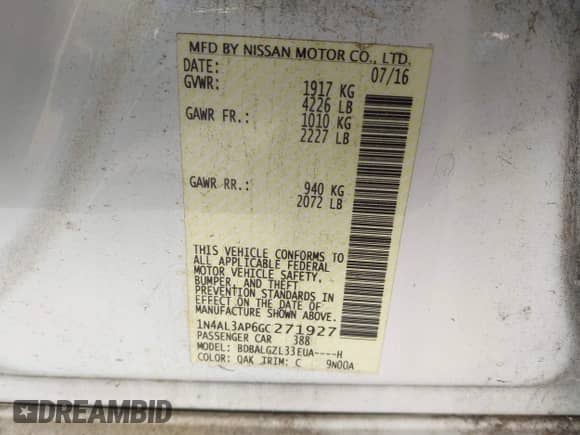 MFD BY NISSAN MOTOR CO., LTD.
DATE: 07/16
GVWR: 1917 KG
4226 LB
GAWR FR.: 1010 KG
2227 LB
GAWR RR.: 940 KG
2072 LB
THIS VEHICLE CONFORMS TO
ALL APPLICABLE FEDERAL
MOTOR VEHICLE SAFETY,
BUMPER, AND THEFT
PREVENTION STANDARDS IN
EFFECT ON THE DATE OF
MANUFACTURE SHOWN ABOVE.
1N4AL3AP6GC271927
PASSENGER CAR 388
MODEL: BDBALGZL33EUA----H
COLOR: QAK TRIM: C 9N00A
DREAMBID